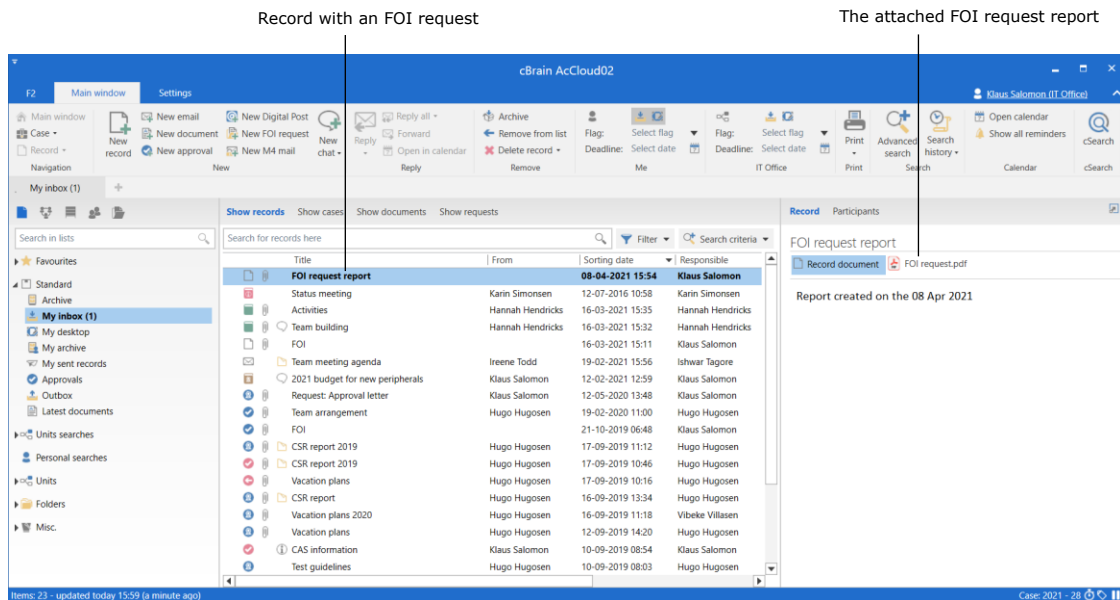 Record with an FOI request
The attached FOI request report
cBrain AcCloud02
F2 Main window Settings
Klaus Salomon (IT Office)
Main window
Case
Record
Navigation
New record
New email
New document
New approval
New Digital Post
New FOI request
New M4 mail
New chat
New
Reply
Reply all
Forward
Open in calendar
Reply
Archive
Remove from list
Delete record
Remove
Flag: Select flag
Deadline: Select date
Me
Flag: Select flag
Deadline: Select date
IT Office
Print
Print
Advanced search
Search history
Search
Open calendar
Show all reminders
Calendar
cSearch
cSearch
My inbox (1)
Search in lists
Favourites
Standard
Archive
My inbox (1)
My desktop
My archive
My sent records
Approvals
Outbox
Latest documents
Units searches
Personal searches
Units
Folders
Misc.
Show records Show cases Show documents Show requests
Search for records here Filter Search criteria
Title From Sorting date Responsible
FOI request report 08-04-2021 15:54 Klaus Salomon
Status meeting Karin Simonsen 12-07-2016 10:58 Karin Simonsen
Activities Hannah Hendricks 16-03-2021 15:35 Hannah Hendricks
Team building Hannah Hendricks 16-03-2021 15:32 Hannah Hendricks
FOI 16-03-2021 15:11 Klaus Salomon
Team meeting agenda Ireene Todd 19-02-2021 15:56 Ishwar Tagore
2021 budget for new peripherals Klaus Salomon 12-02-2021 12:59 Klaus Salomon
Request: Approval letter Klaus Salomon 12-05-2020 13:48 Klaus Salomon
Team arrangement Hugo Hugosen 19-02-2020 11:00 Hugo Hugosen
FOI 21-10-2019 06:48 Klaus Salomon
CSR report 2019 Hugo Hugosen 17-09-2019 11:12 Hugo Hugosen
CSR report 2019 Hugo Hugosen 17-09-2019 10:46 Hugo Hugosen
Vacation plans Hugo Hugosen 17-09-2019 10:16 Hugo Hugosen
CSR report Hugo Hugosen 16-09-2019 13:34 Hugo Hugosen
Vacation plans 2020 Hugo Hugosen 16-09-2019 11:18 Vibeke Villasen
Vacation plans Hugo Hugosen 12-09-2019 14:20 Hugo Hugosen
CAS information Klaus Salomon 10-09-2019 08:54 Klaus Salomon
Test guidelines Hugo Hugosen 10-09-2019 08:03 Hugo Hugosen
Record Participants
FOI request report
Record document FOI request.pdf
Report created on the 08 Apr 2021
Items: 23 - updated today 15:59 (a minute ago)
Case: 2021 - 28